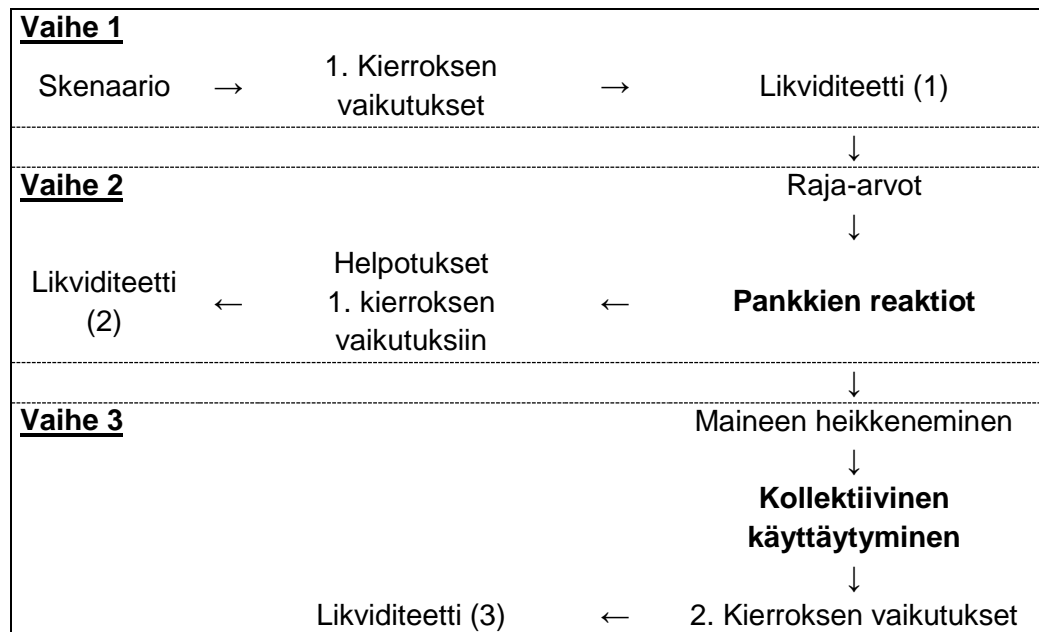 Vaihe 1
Skenaario → 1. Kierroksen
vaikutukset → Likviditeetti (1)
↓
Vaihe 2 Raja-arvot
↓
Likviditeetti
(2) ← Helpotukset
1. kierroksen
vaikutuksiin ← Pankkien reaktiot
↓
Vaihe 3 Maineen heikkeneminen
↓
Kollektiivinen
käyttäytyminen
↓
Likviditeetti (3) ← 2. Kierroksen vaikutukset